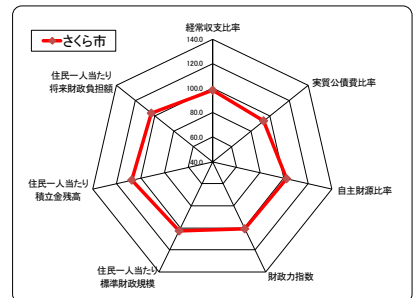 さくら市
経常収支比率
140.0
120.0
100.0
80.0
60.0
40.0
実質公債費比率
自主財源比率
財政力指数
住民一人当たり
標準財政規模
住民一人当たり
積立金残高
住民一人当たり
将来財政負担額